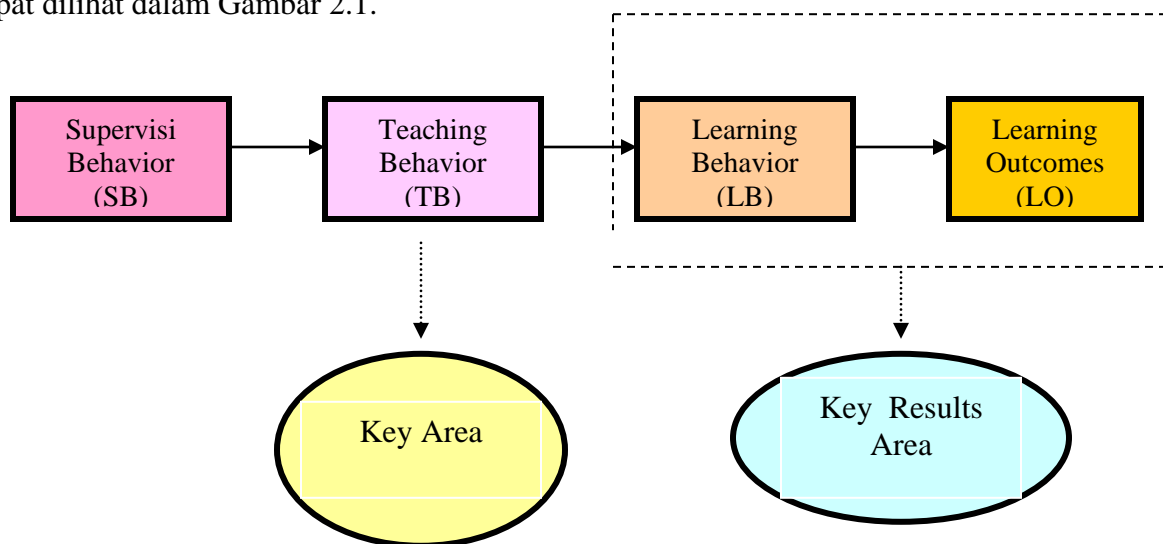 pat dilihat dalam Gambar 2.1.
Supervisi
Behavior
(SB)
Teaching
Behavior
(TB)
Learning
Behavior
(LB)
Learning
Outcomes
(LO)
Key Area
Key Results
Area